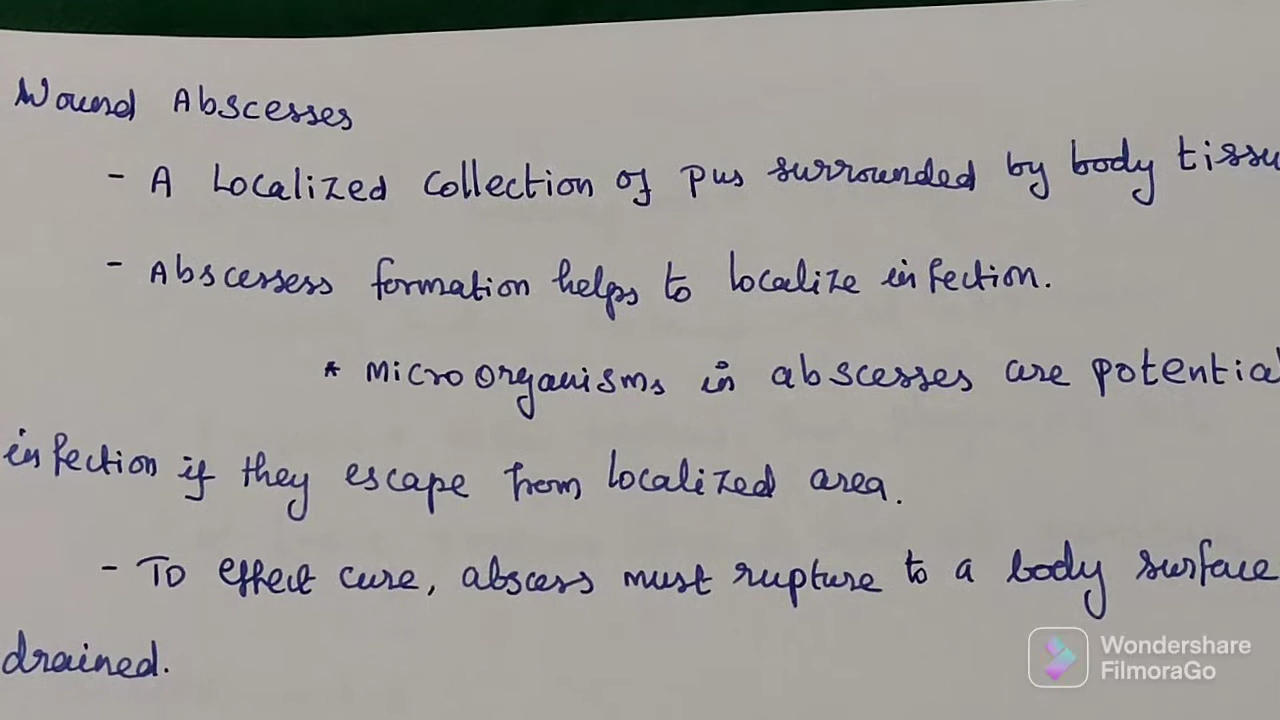 Wound Abscesses
- A Localized collection of pus surrounded by body tissu
- Abscessess formation helps to localize infection.
* Microorganisms in abscesses are potentia
infection if they escape from localized area.
- To effect cure, abscess must rupture to a body surface
drained.
Wondershare
FilmoraGo